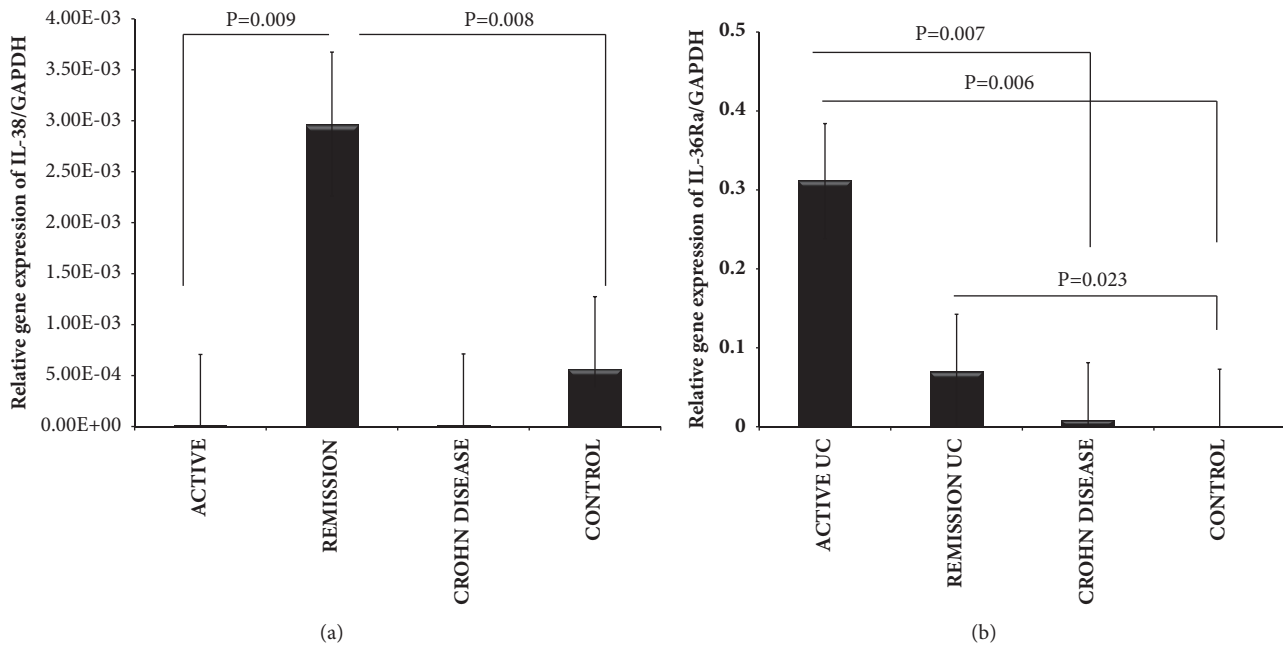 Relative gene expression of IL-38/GAPDH
4.00E-03
3.50E-03
3.00E-03
2.50E-03
2.00E-03
1.50E-03
1.00E-03
5.00E-04
0.00E+00
P=0.009
P=0.008
ACTIVE
REMISSION
CROHN DISEASE
CONTROL
(a)
Relative gene expression of IL-36Ra/GAPDH
0.5
0.4
0.3
0.2
0.1
0
P=0.007
P=0.006
P=0.023
ACTIVE UC
REMISSION UC
CROHN DISEASE
CONTROL
(b)